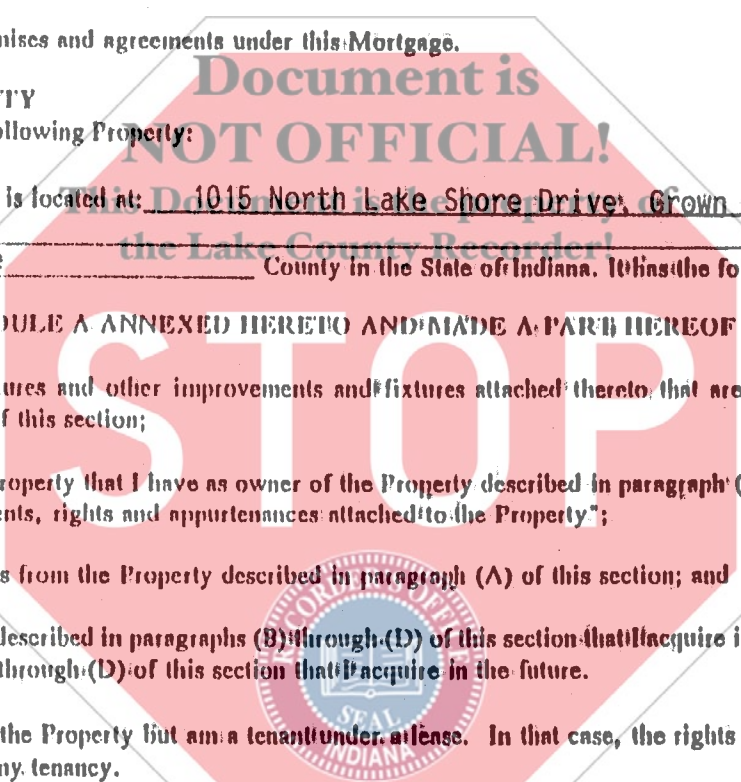 nises and agreements under this Mortgage.
Document is
TY
ollowing Property:
NOT OFFICIAL!
is located at: 1015 North Lake Shore Drive, Crown
This Document is the property of
the Lake County Recorder!
County in the State of Indiana. It has the fo
DULE A ANNEXED HERETO AND MADE A PART HEREOF
STOP
ures and other improvements and fixtures attached thereto that are
f this section;
roperty that I have as owner of the Property described in paragraph (
ents, rights and appurtenances attached to the Property";
s from the Property described in paragraph (A) of this section; and
described in paragraphs (B) through (D) of this section that I acquire i
through (D) of this section that I acquire in the future.
RECORDER'S OFFICE
SEAL
INDIANA
the Property but am a tenant under a lease. In that case, the rights
ny tenancy.